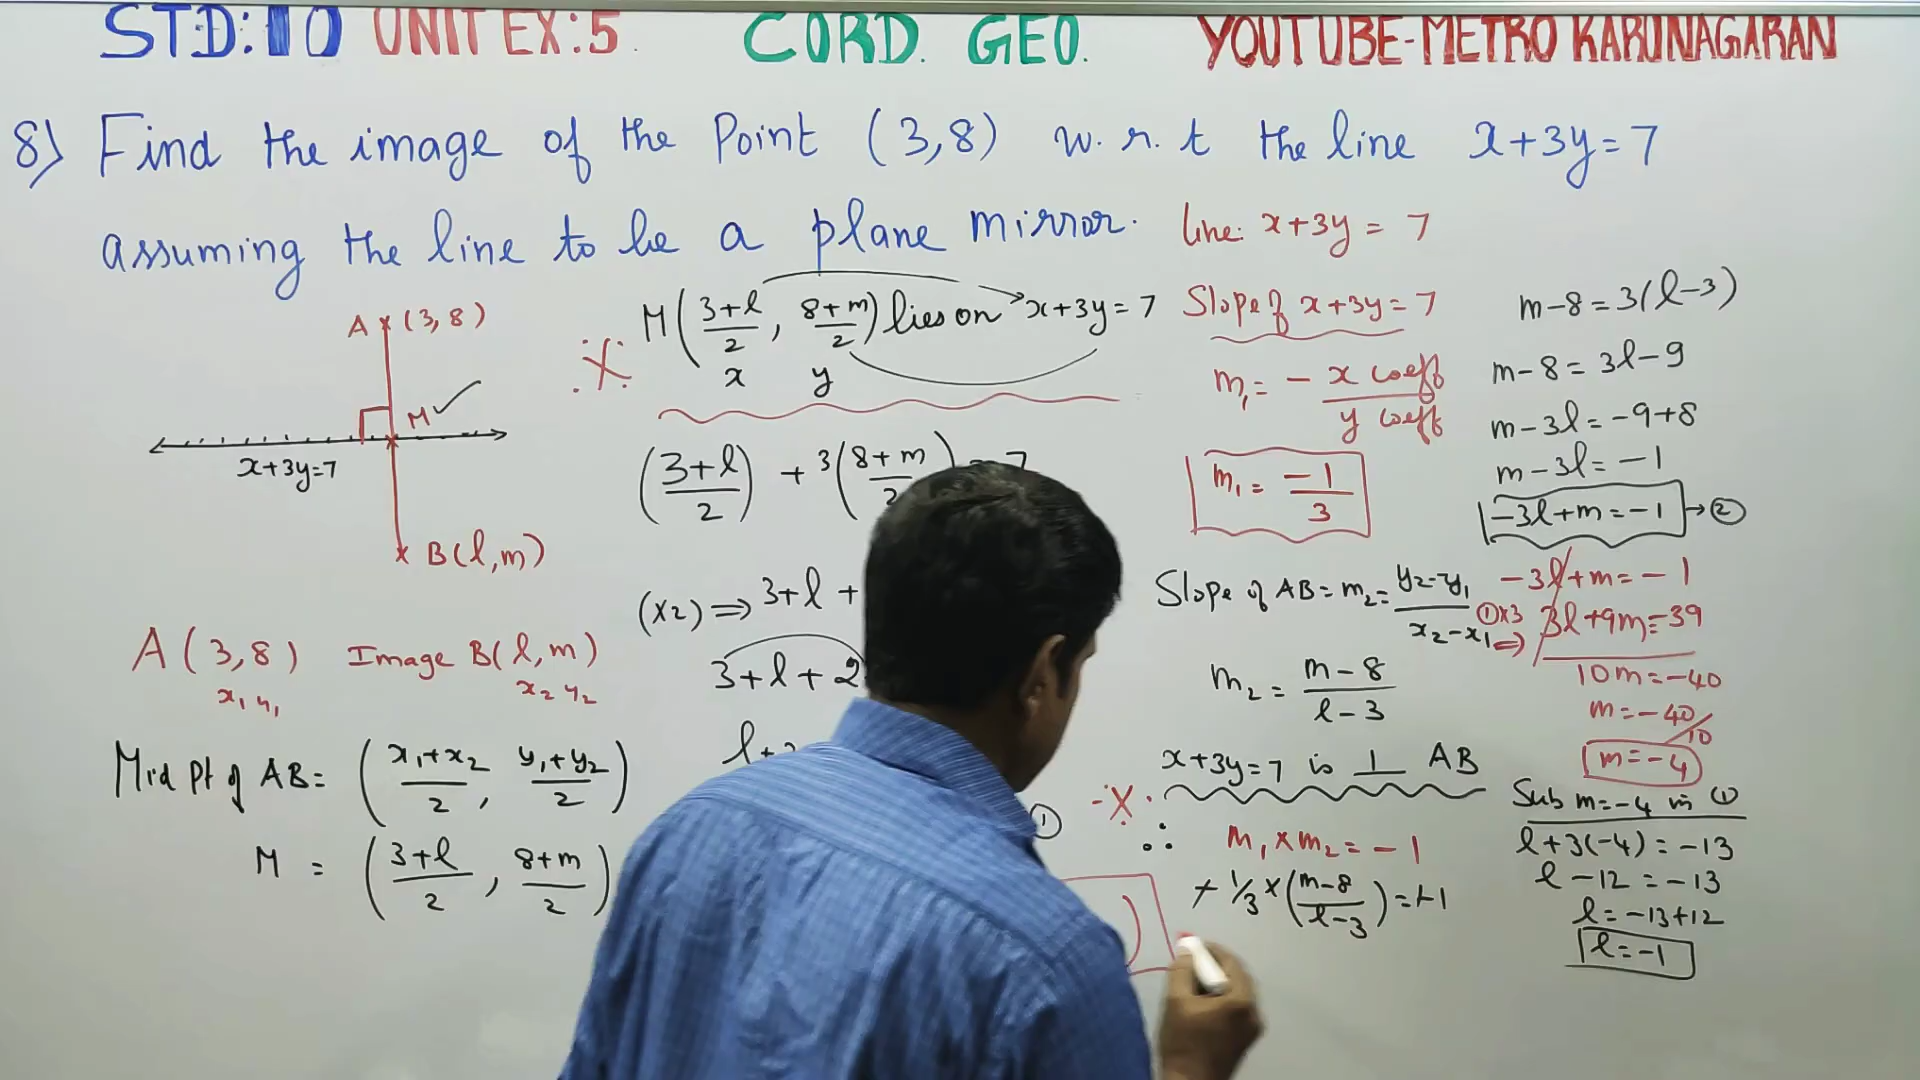 STD:10 UNIT EX:5. CORD. GEO. YOUTUBE-METRO KARUNAGARAN
8) Find the image of the Point (3,8) w.r.t the line x+3y=7
assuming the line to be a plane mirror.
A (3,8)
M
x+3y=7
B(l,m)
A(3,8) Image B(l,m)
x₁ y₁ x₂ y₂
Mid Pt of AB = (x₁+x₂/2, y₁+y₂/2)
M = (3+l/2, 8+m/2)
M(3+l/2, 8+m/2) lies on x+3y=7
x y
(3+l/2) + 3(8+m/2) = 7
(x2) ⇒ 3+l+
3+l+2
l+
①
line: x+3y = 7
Slope of x+3y=7
m₁= - x coeff/y coeff
m₁= -1/3
Slope of AB = m₂ = y₂-y₁/x₂-x₁
m₂ = m-8/l-3
x+3y=7 is ⊥ AB
∴ m₁×m₂=-1
+ 1/3 × (m-8/l-3) = +1
m-8=3(l-3)
m-8=3l-9
m-3l=-9+8
m-3l=-1
-3l+m=-1 → ②
-3l+m=-1
①×3 ⇒ 3l+9m=-39
10m=-40
m=-40/10
m=-4
Sub m=-4 in ①
l+3(-4)=-13
l-12=-13
l=-13+12
l=-1